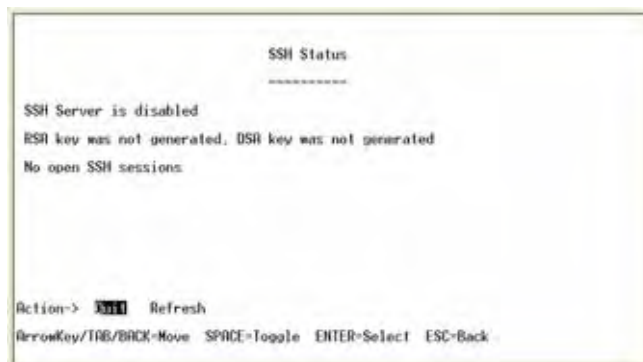 SSH Status
----------
SSH Server is disabled
RSA key was not generated. DSA key was not generated
No open SSH sessions
Action-> Quit Refresh
ArrowKey/TAB/BACK=Move SPACE=Toggle ENTER=Select ESC=Back